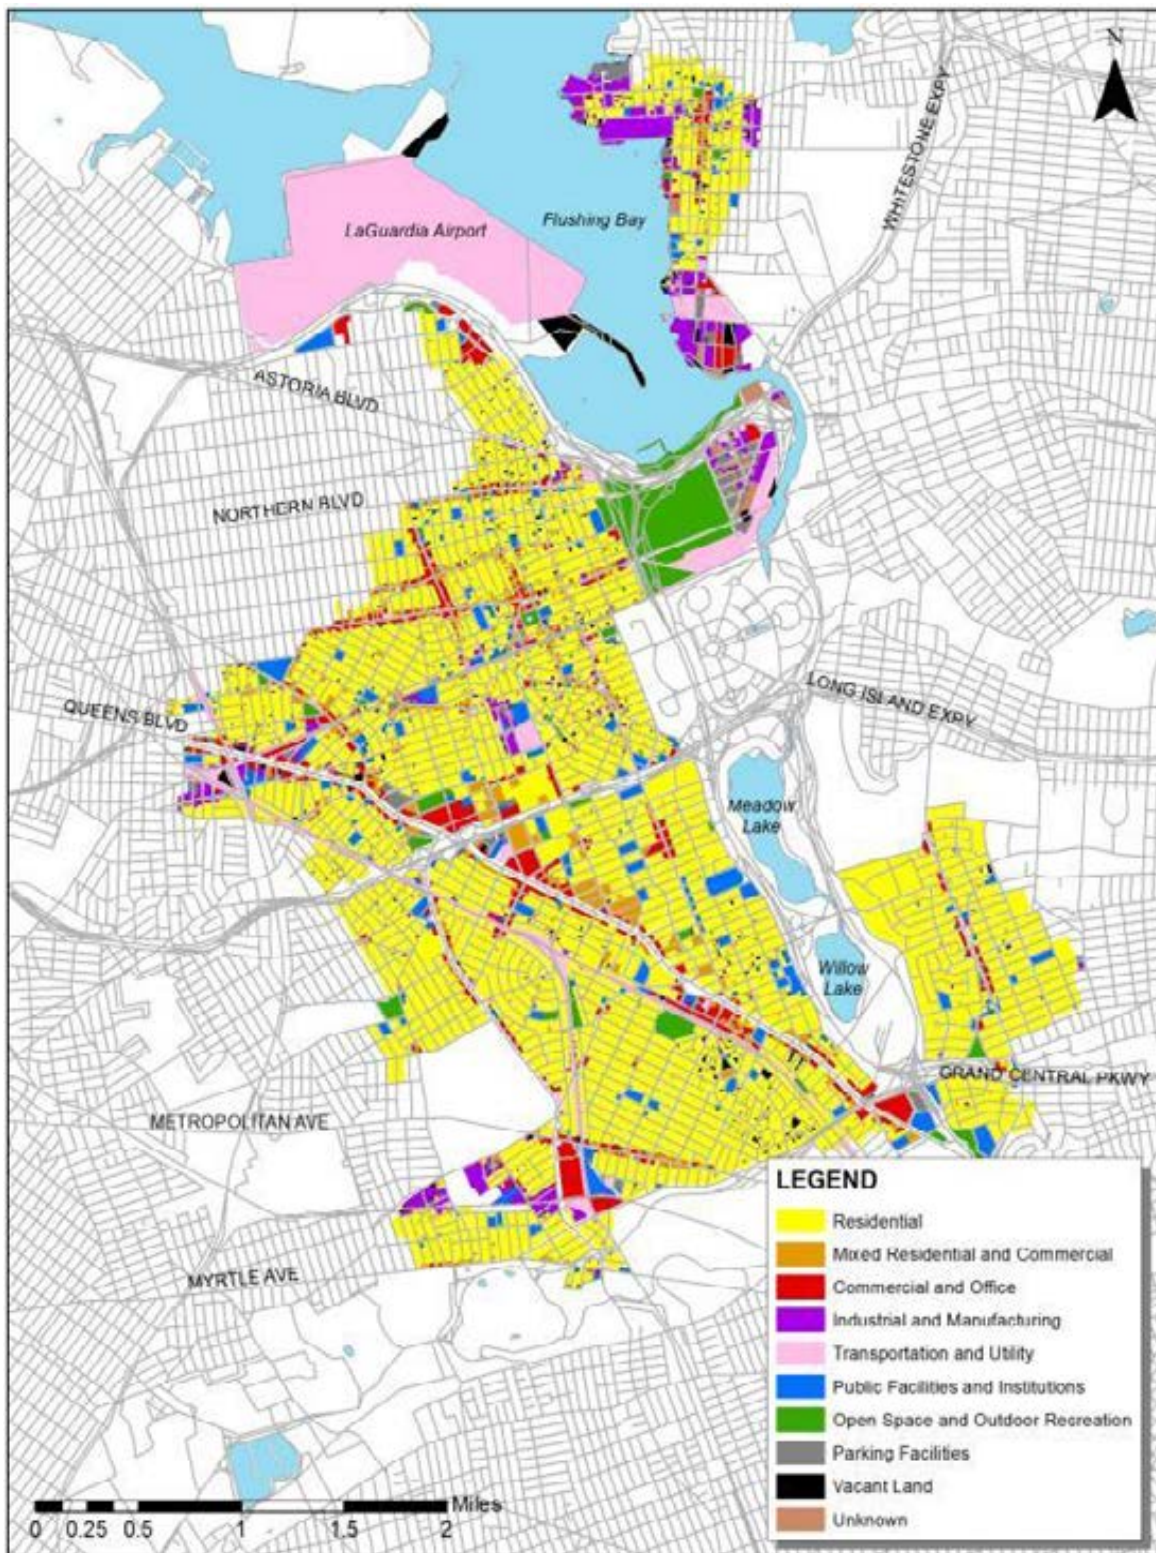 N
WHITESTONE EXPY
LaGuardia Airport
Flushing Bay
ASTORIA BLVD
NORTHERN BLVD
QUEENS BLVD
LONG ISLAND EXPY
Meadow
Lake
Willow
Lake
GRAND CENTRAL PKWY
METROPOLITAN AVE
MYRTLE AVE
LEGEND
Residential
Mixed Residential and Commercial
Commercial and Office
Industrial and Manufacturing
Transportation and Utility
Public Facilities and Institutions
Open Space and Outdoor Recreation
Parking Facilities
Vacant Land
Unknown
Miles
0 0.25 0.5 1 1.5 2